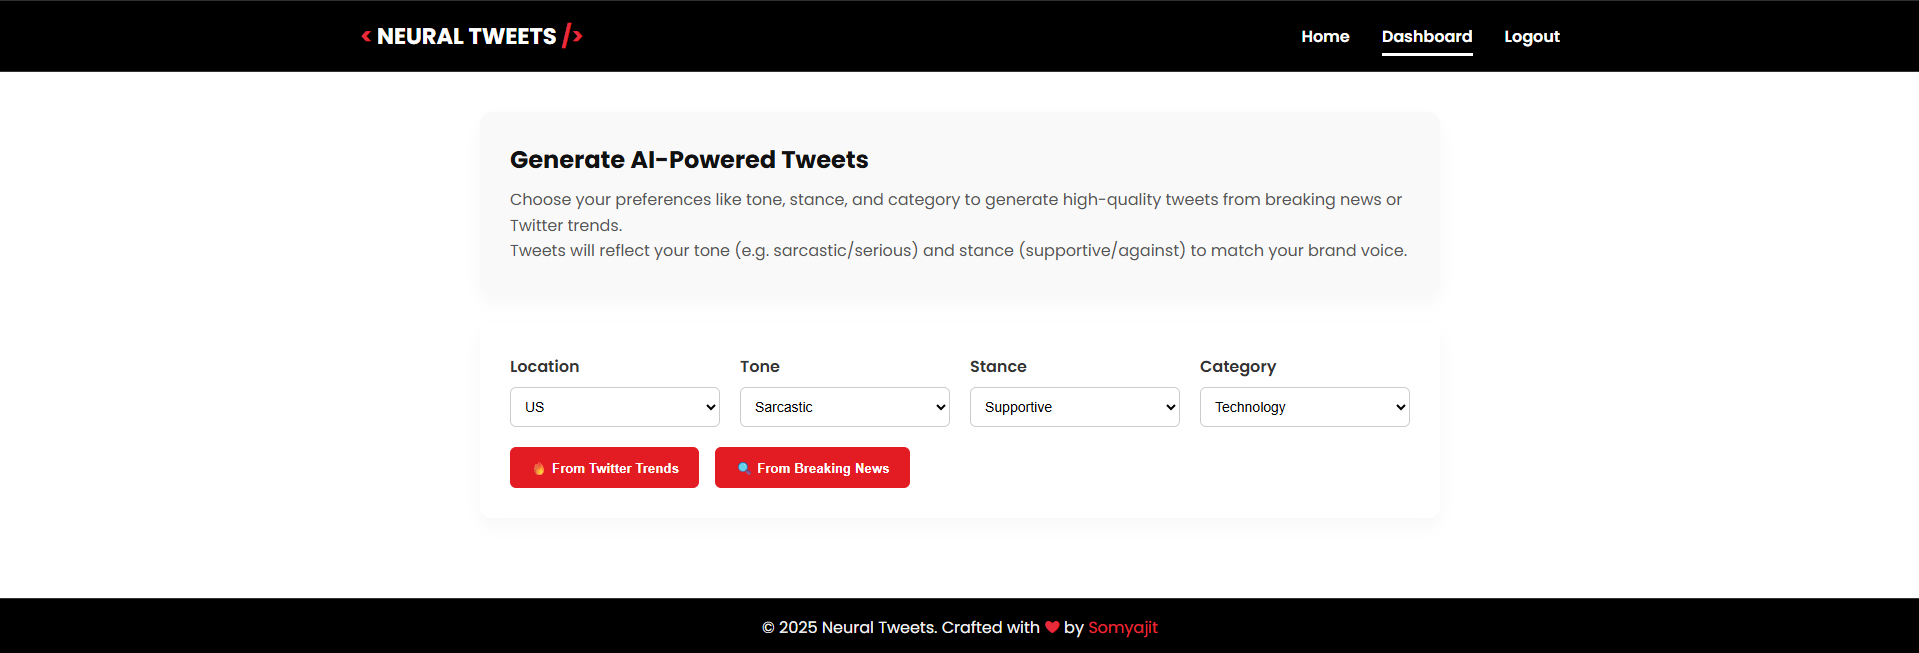 < NEURAL TWEETS />
Home Dashboard Logout
Generate AI-Powered Tweets
Choose your preferences like tone, stance, and category to generate high-quality tweets from breaking news or
Twitter trends.
Tweets will reflect your tone (e.g. sarcastic/serious) and stance (supportive/against) to match your brand voice.
Location Tone Stance Category
US Sarcastic Supportive Technology
🔥 From Twitter Trends 🔍 From Breaking News
© 2025 Neural Tweets. Crafted with ❤ by Somyajit